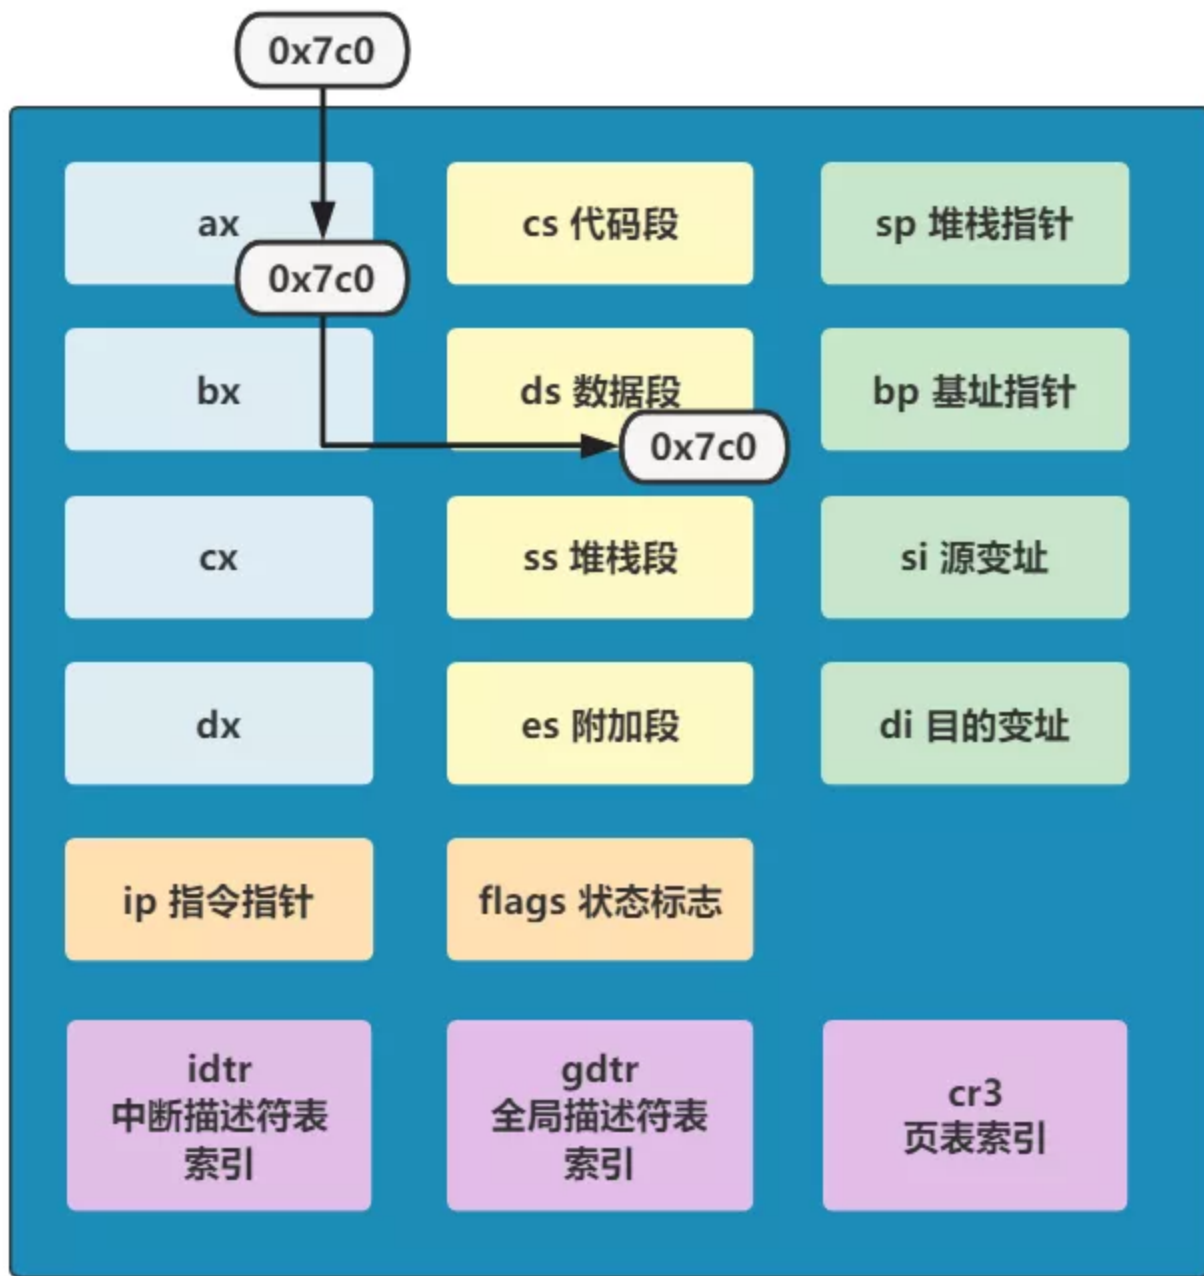 0x7c0
ax
cs 代码段
sp 堆栈指针
0x7c0
bx
ds 数据段
bp 基址指针
0x7c0
cx
ss 堆栈段
si 源变址
dx
es 附加段
di 目的变址
ip 指令指针
flags 状态标志
idtr
中断描述符表
索引
gdtr
全局描述符表
索引
cr3
页表索引